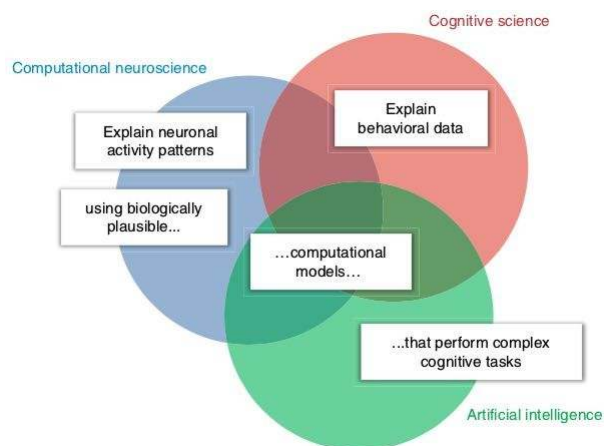 Cognitive science
Computational neuroscience
Explain neuronal
activity patterns
Explain
behavioral data
using biologically
plausible...
...computational
models...
...that perform complex
cognitive tasks
Artificial intelligence